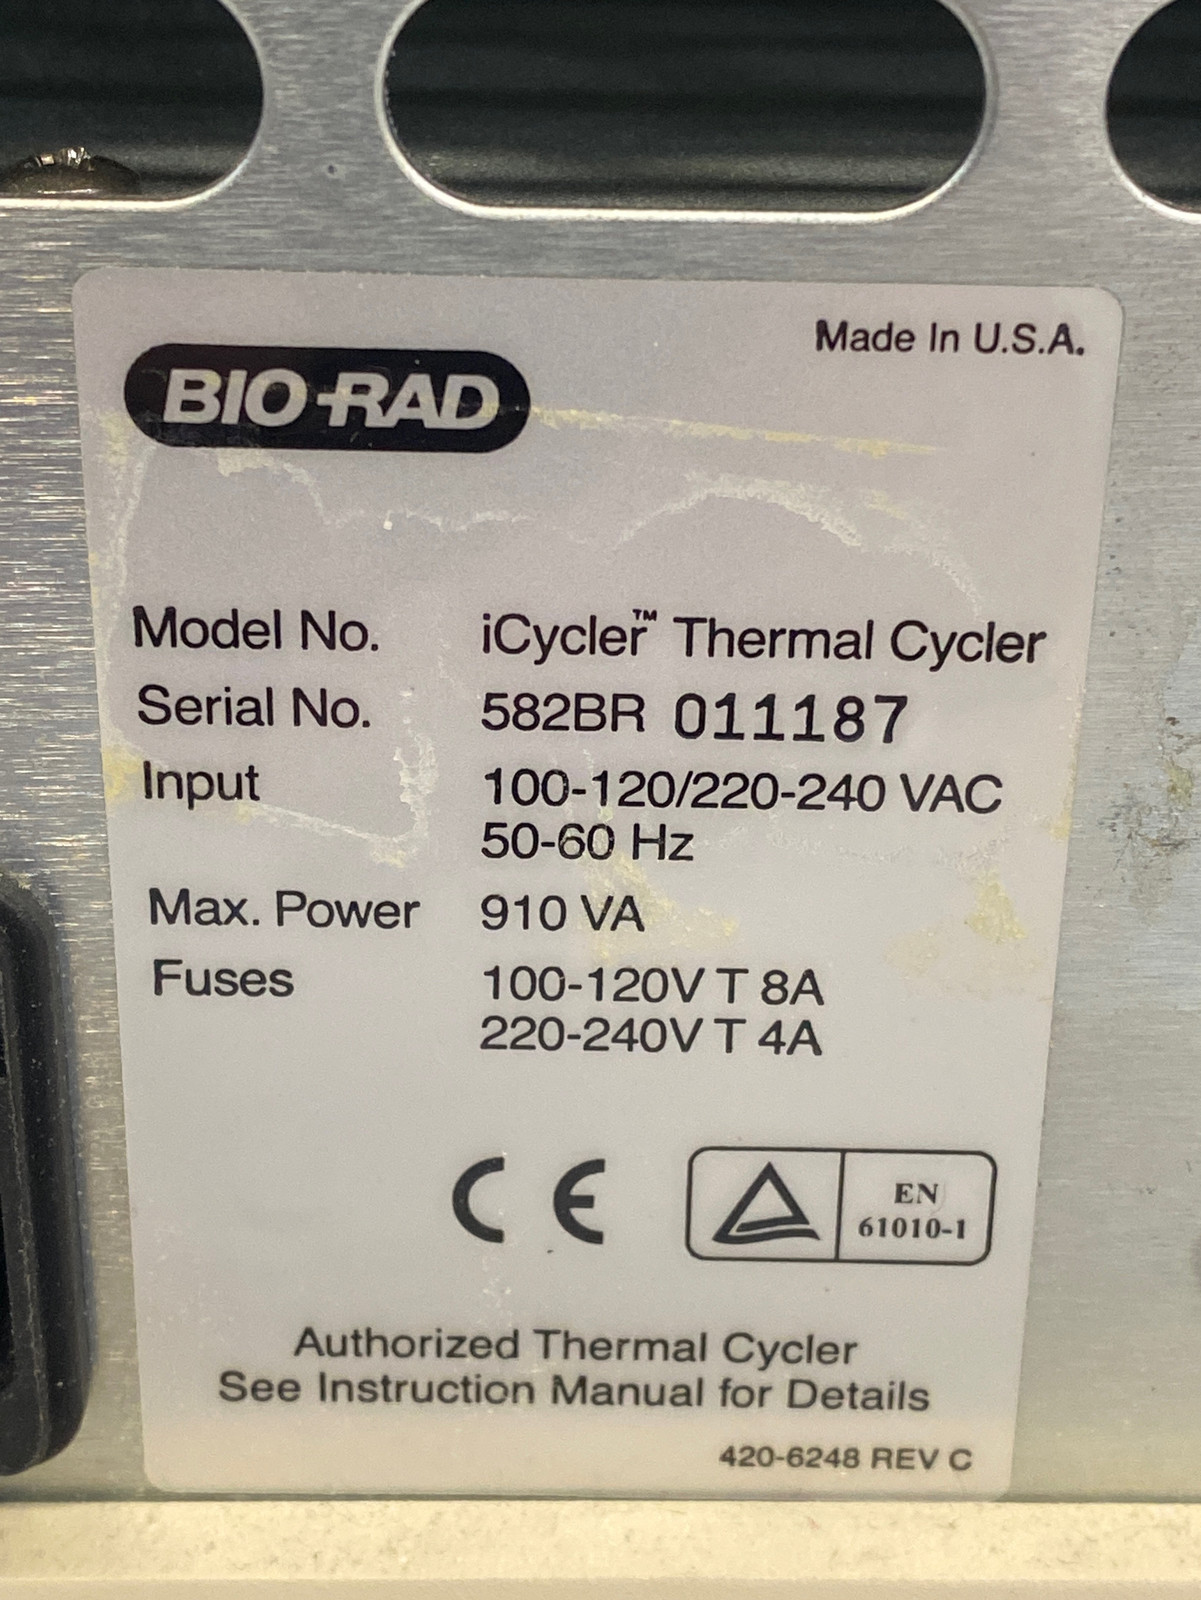 Made In U.S.A.
BIO-RAD
Model No. iCycler™ Thermal Cycler
Serial No. 582BR 011187
Input 100-120/220-240 VAC
50-60 Hz
Max. Power 910 VA
Fuses 100-120V T 8A
220-240V T 4A
CE
EN
61010-1
Authorized Thermal Cycler
See Instruction Manual for Details
420-6248 REV C